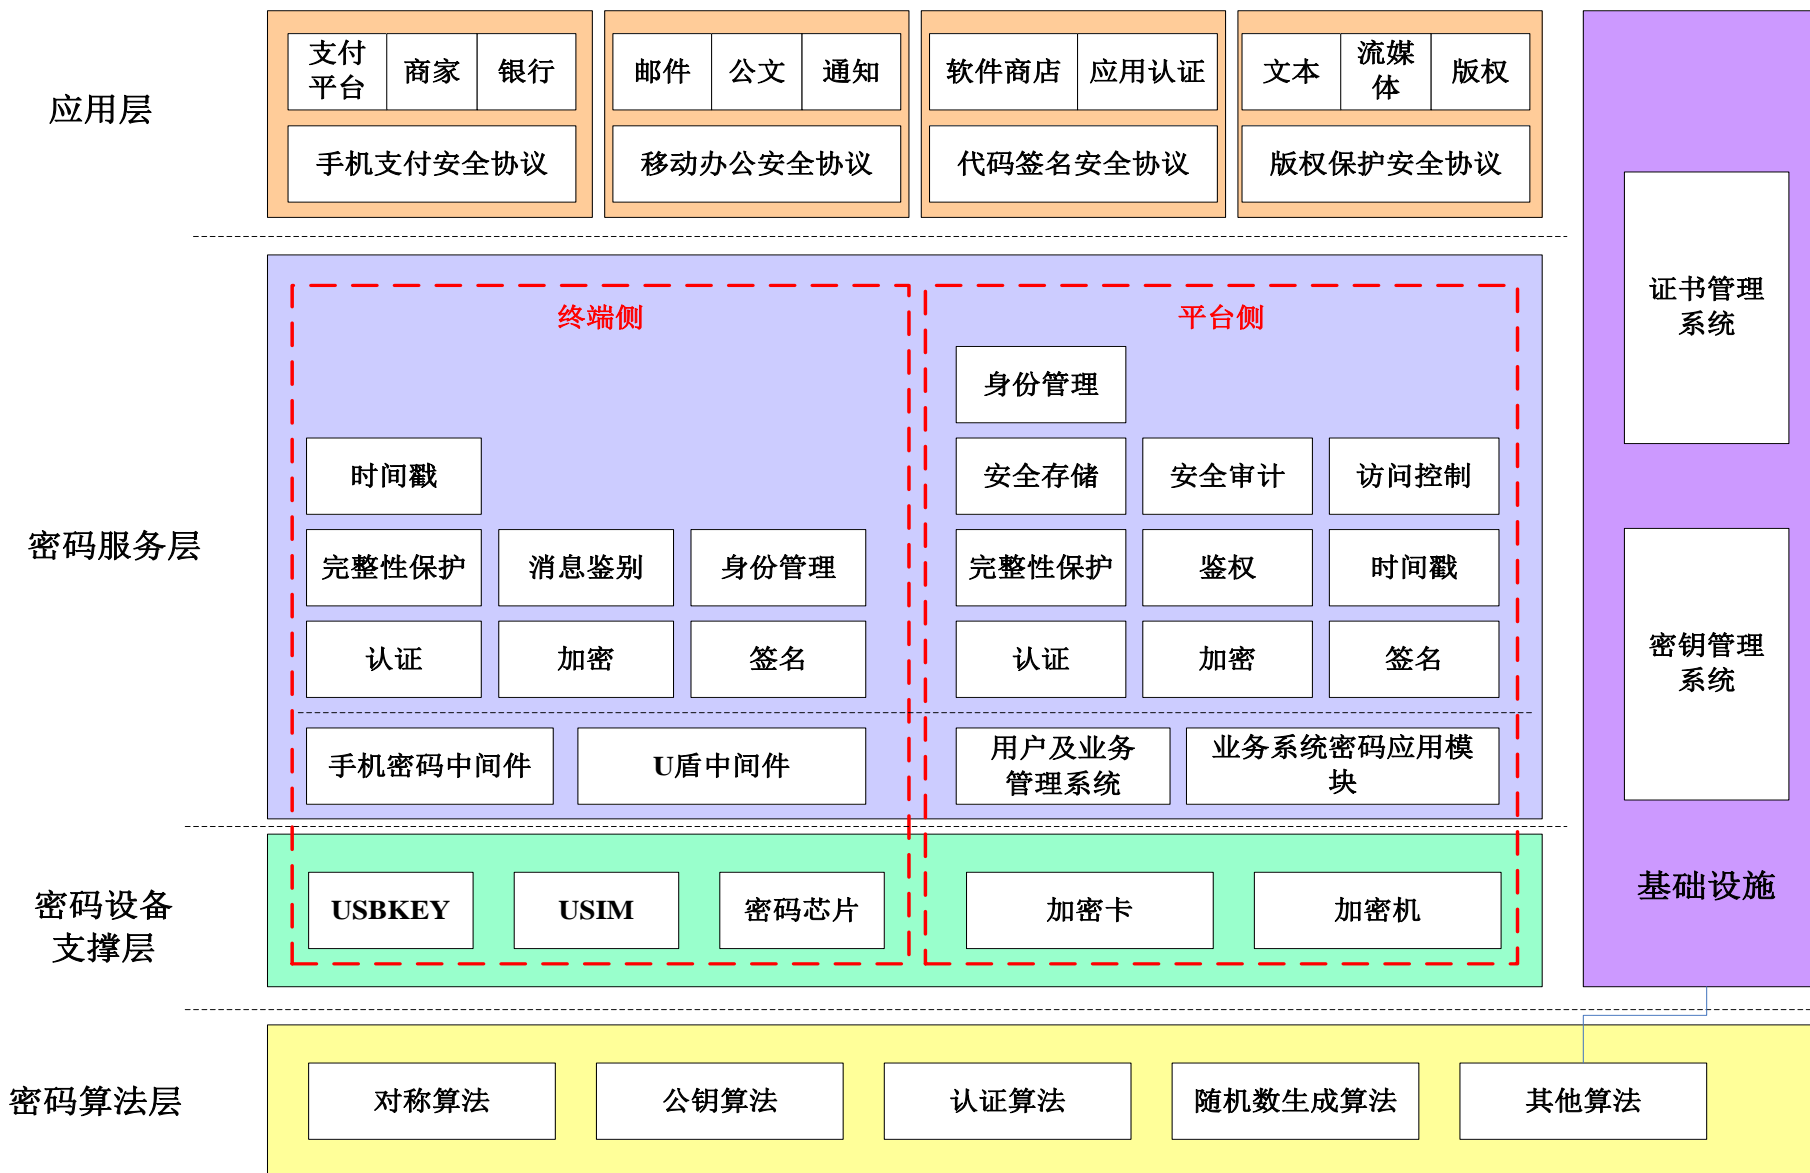 应用层
支付
平台
商家
银行
手机支付安全协议
邮件
公文
通知
移动办公安全协议
软件商店
应用认证
代码签名安全协议
文本
流媒
体
版权
版权保护安全协议
密码服务层
终端侧
时间戳
完整性保护
消息鉴别
身份管理
认证
加密
签名
手机密码中间件
U盾中间件
平台侧
身份管理
安全存储
安全审计
访问控制
完整性保护
鉴权
时间戳
认证
加密
签名
用户及业务
管理系统
业务系统密码应用模
块
密码设备
支撑层
USBKEY
USIM
密码芯片
加密卡
加密机
证书管理
系统
密钥管理
系统
基础设施
密码算法层
对称算法
公钥算法
认证算法
随机数生成算法
其他算法